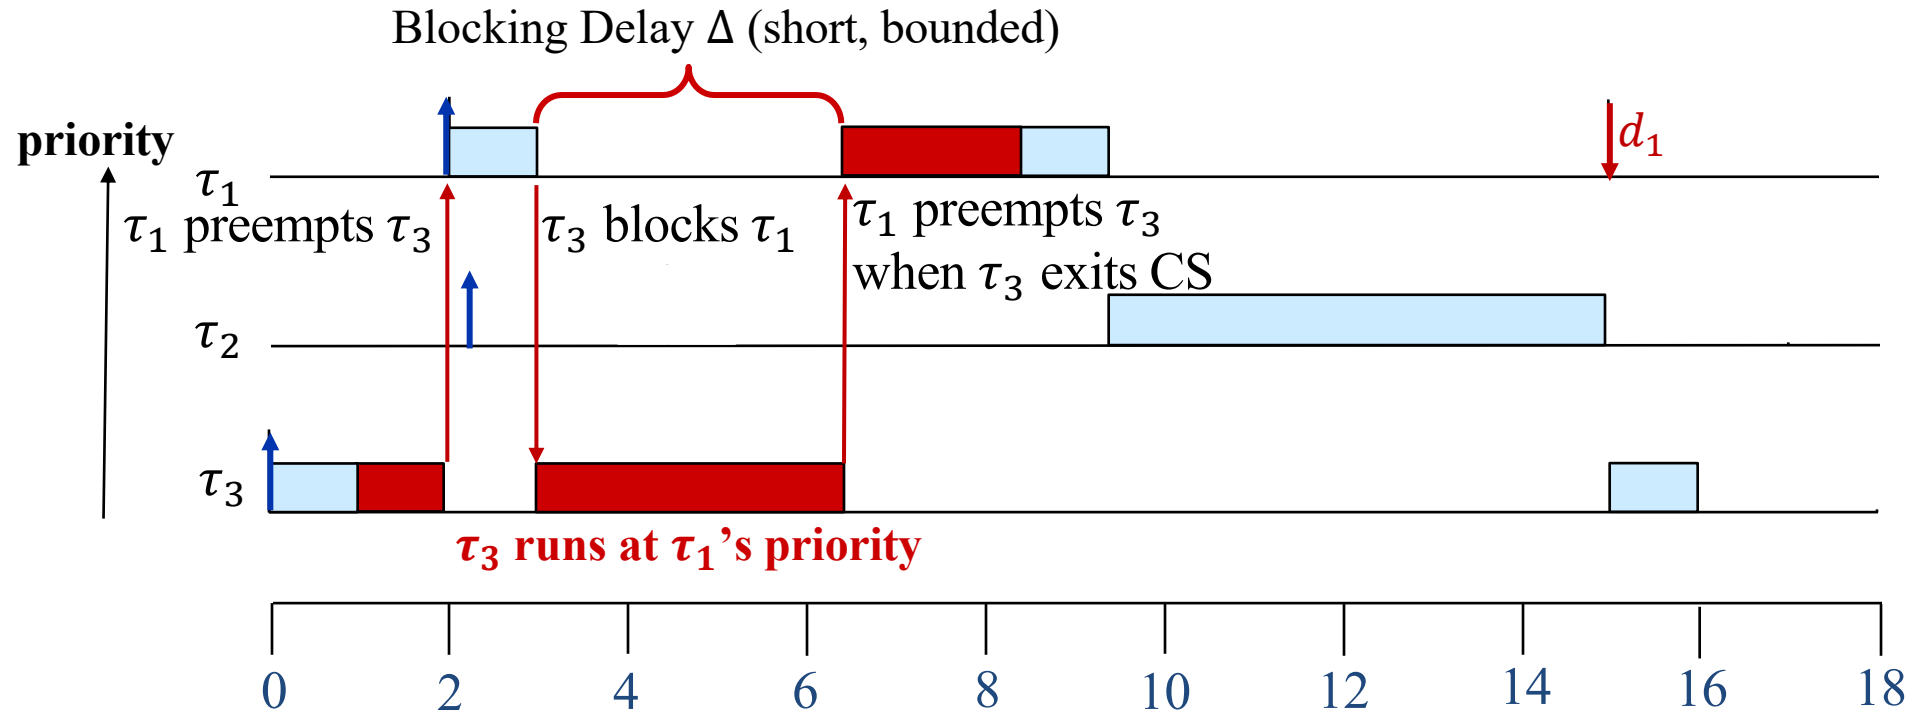 Blocking Delay Δ (short, bounded)
priority
τ₁
d₁
τ₁ preempts τ₃
τ₃ blocks τ₁
τ₁ preempts τ₃
when τ₃ exits CS
τ₂
τ₃
τ₃ runs at τ₁’s priority
0 2 4 6 8 10 12 14 16 18